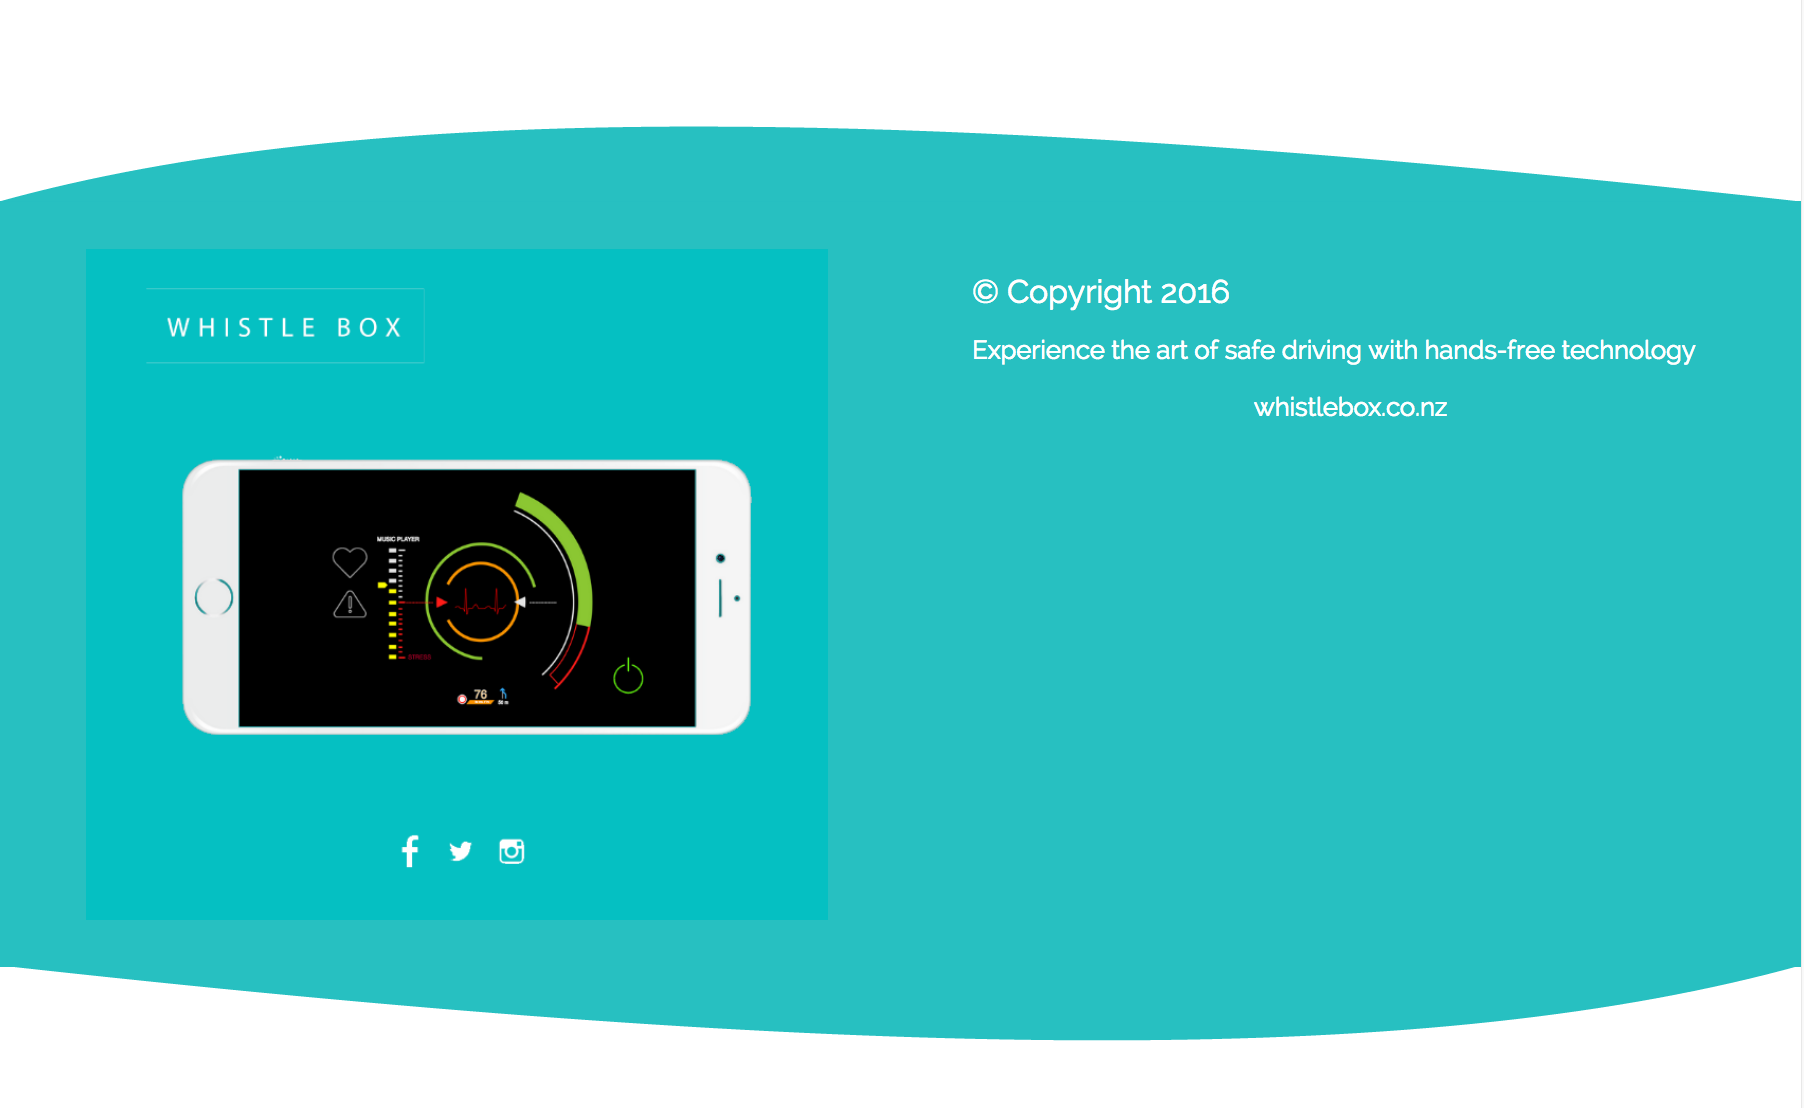 WHISTLE BOX
MUSIC PLAYER
STRESS
76
50 m
© Copyright 2016
Experience the art of safe driving with hands-free technology
whistlebox.co.nz